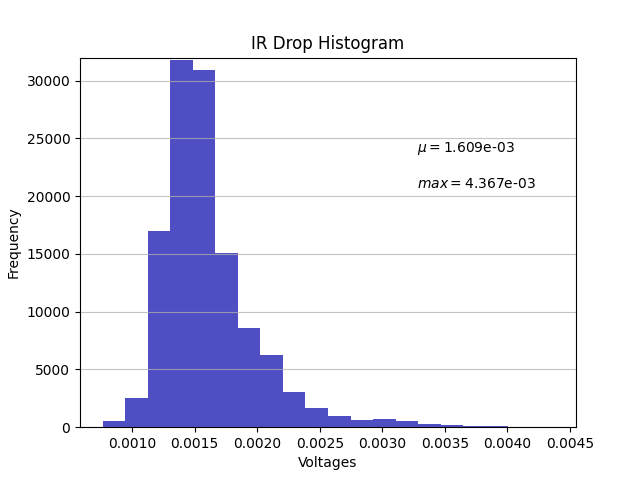 IR Drop Histogram
30000
25000
20000
15000
10000
5000
0
Frequency
μ = 1.609e-03
max = 4.367e-03
0.0010 0.0015 0.0020 0.0025 0.0030 0.0035 0.0040 0.0045
Voltages